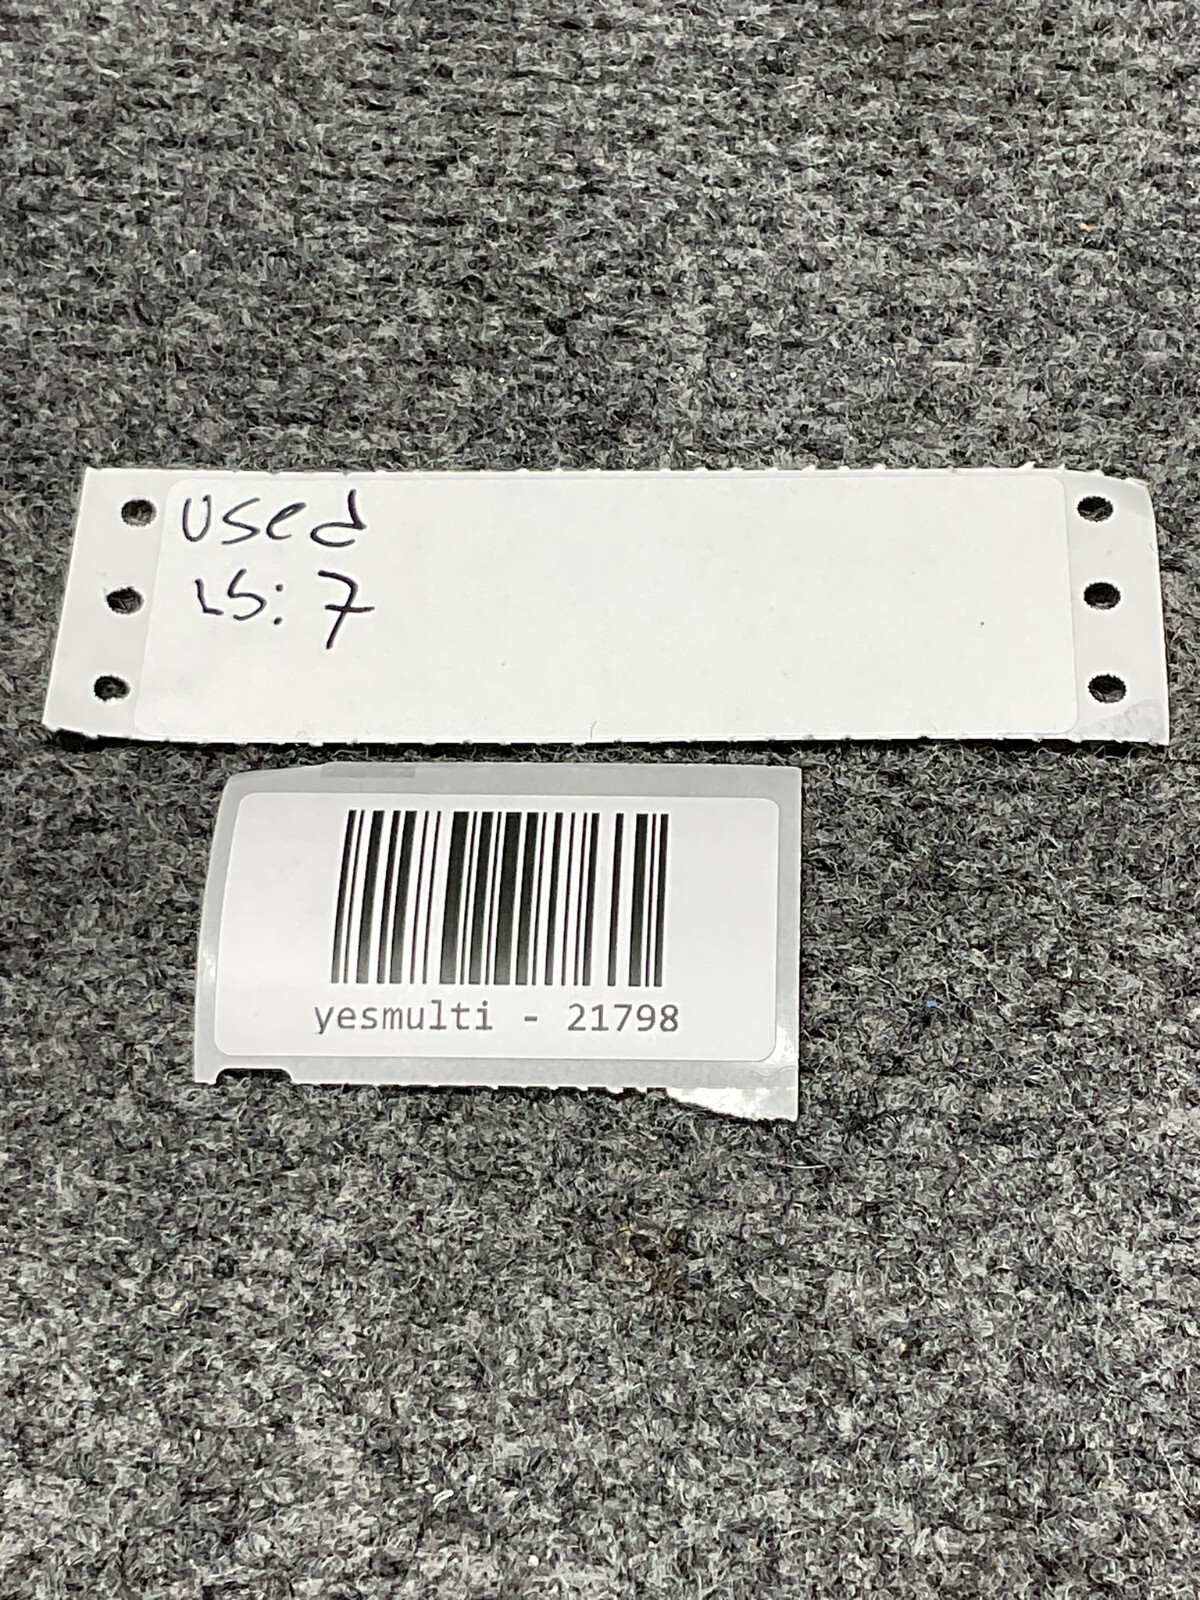 used
LS: 7
yesmulti - 21798